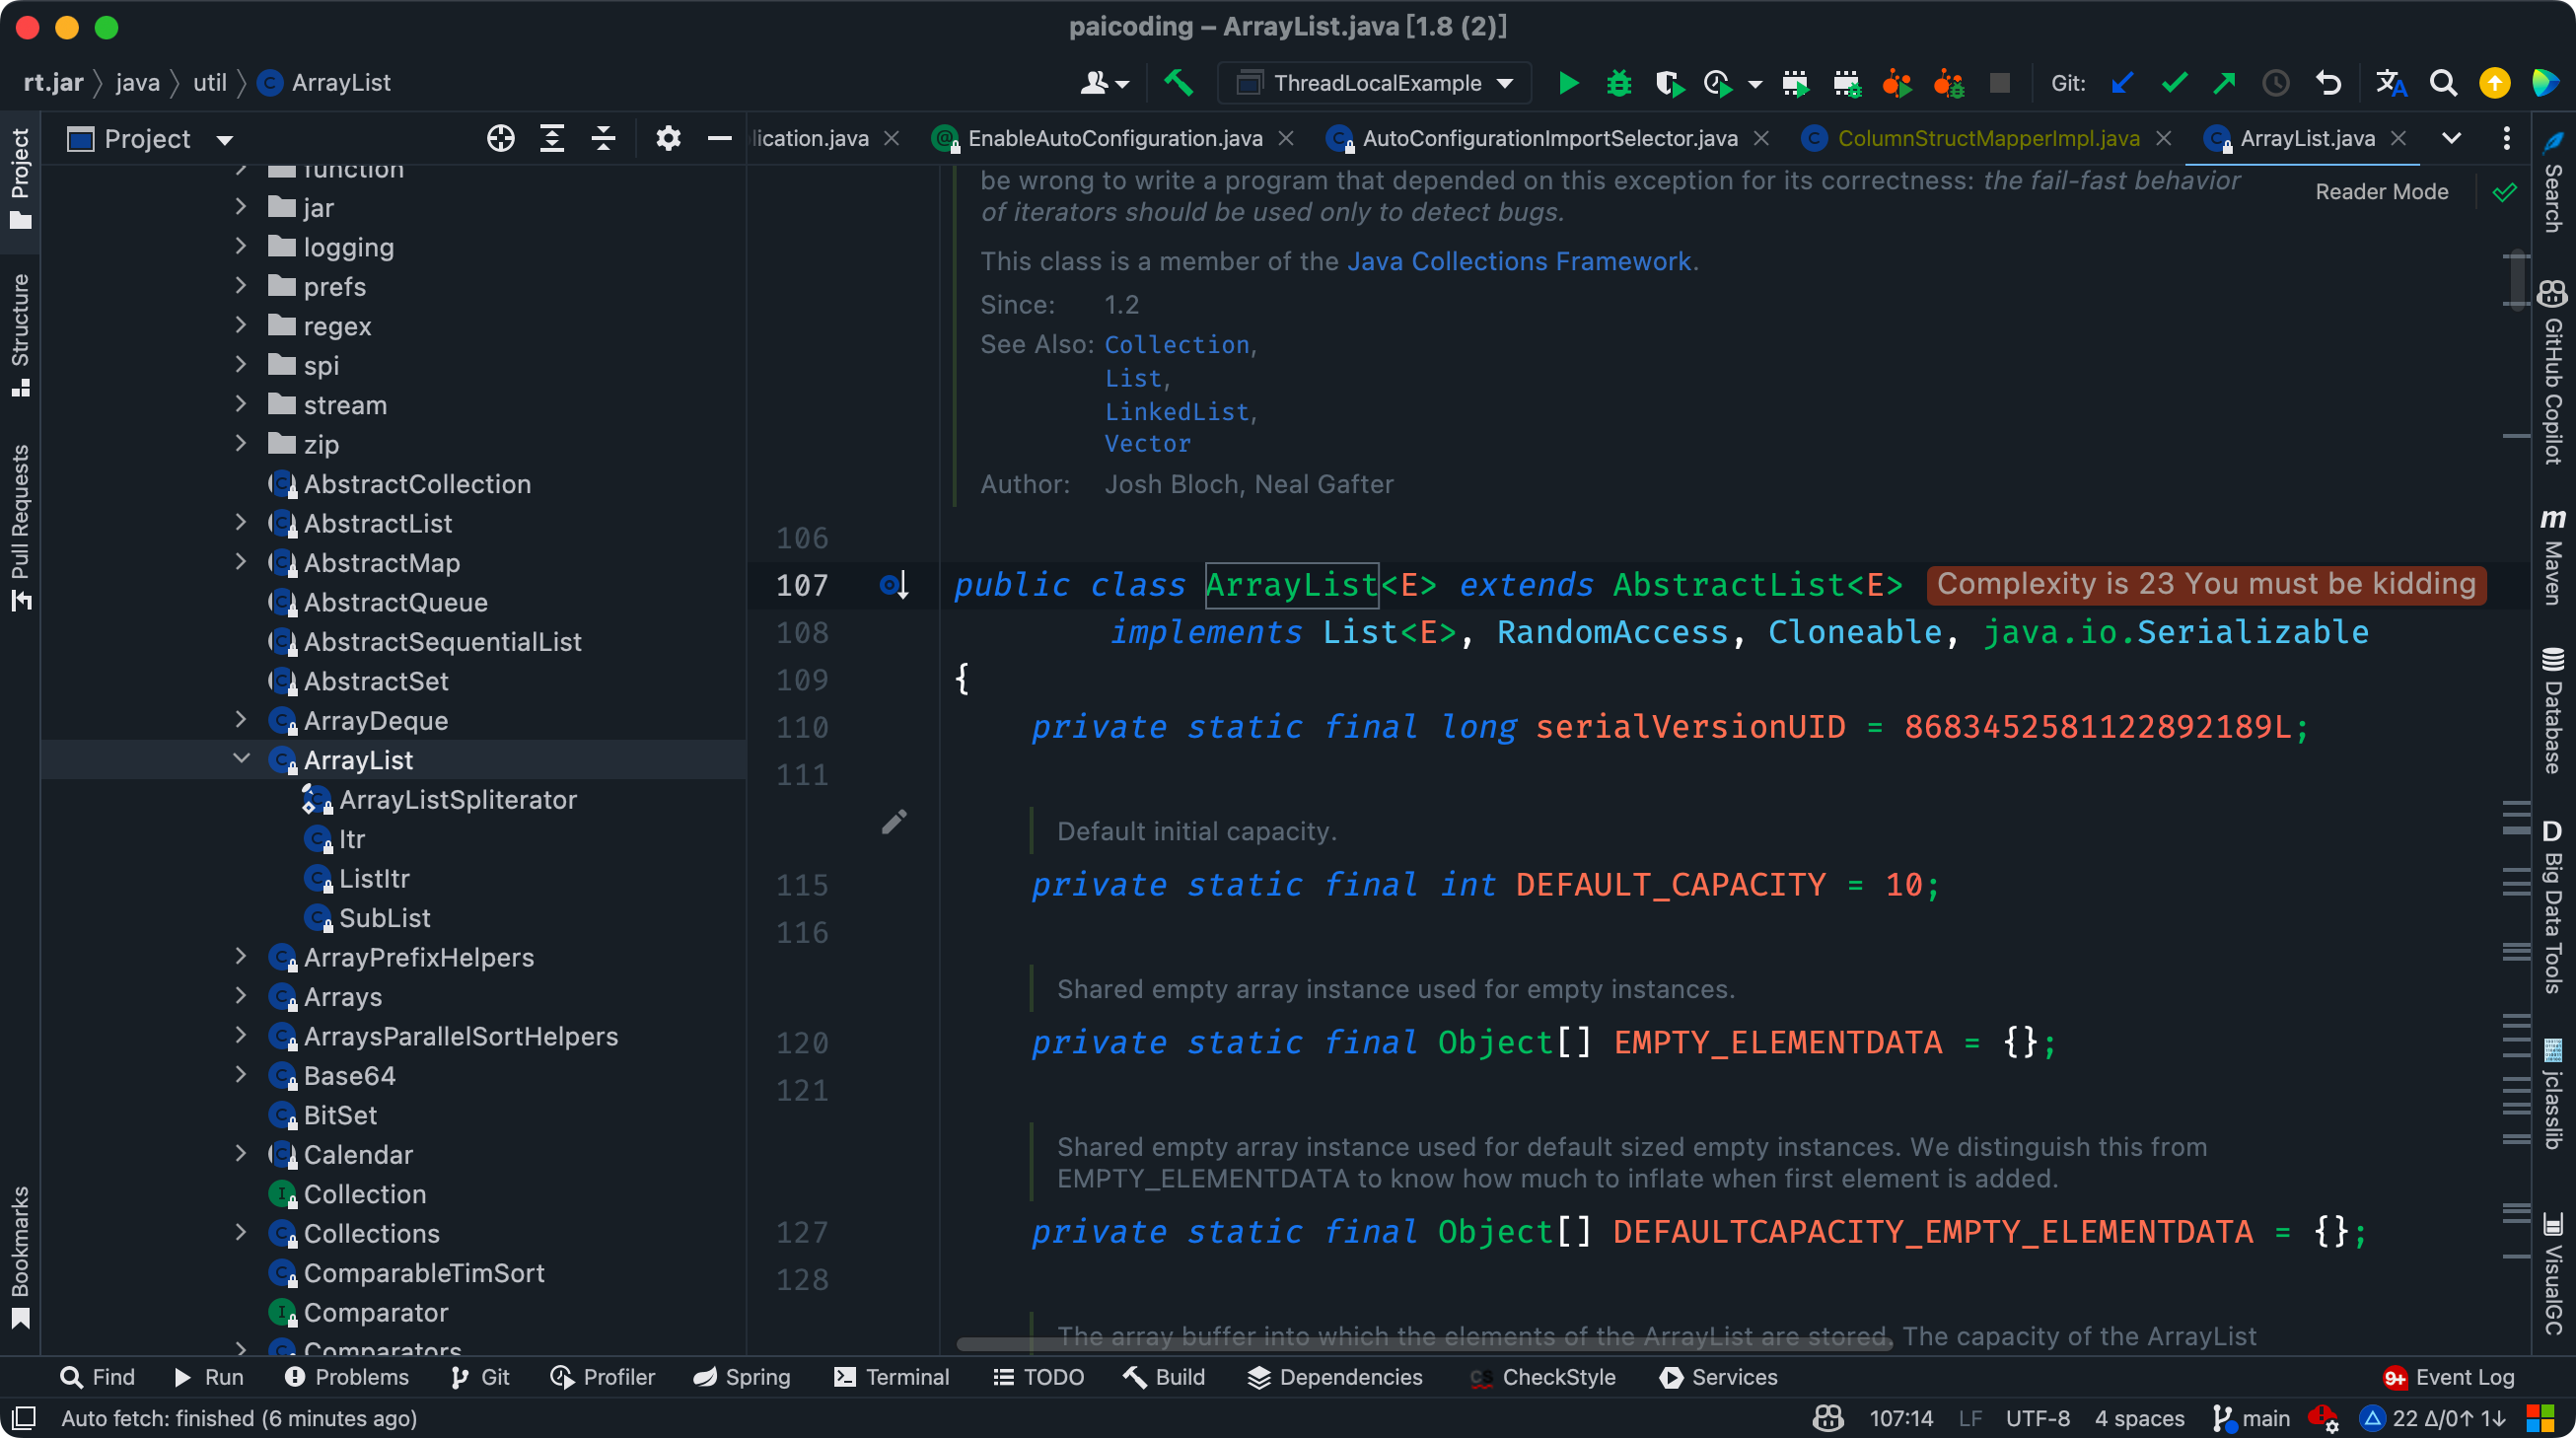 paicoding – ArrayList.java [1.8 (2)]
rt.jar › java › util › ArrayList
ThreadLocalExample
Git:
Project
lication.java
EnableAutoConfiguration.java
AutoConfigurationImportSelector.java
ColumnStructMapperImpl.java
ArrayList.java
Project
Structure
Pull Requests
Bookmarks
function
jar
logging
prefs
regex
spi
stream
zip
AbstractCollection
AbstractList
AbstractMap
AbstractQueue
AbstractSequentialList
AbstractSet
ArrayDeque
ArrayList
ArrayListSpliterator
Itr
ListItr
SubList
ArrayPrefixHelpers
Arrays
ArraysParallelSortHelpers
Base64
BitSet
Calendar
Collection
Collections
ComparableTimSort
Comparator
Comparators
be wrong to write a program that depended on this exception for its correctness: the fail-fast behavior
of iterators should be used only to detect bugs.
Reader Mode
This class is a member of the Java Collections Framework.
Since: 1.2
See Also: Collection,
List,
LinkedList,
Vector
Author: Josh Bloch, Neal Gafter
106
107 public class ArrayList<E> extends AbstractList<E> Complexity is 23 You must be kidding
108 implements List<E>, RandomAccess, Cloneable, java.io.Serializable
109 {
110 private static final long serialVersionUID = 8683452581122892189L;
111
Default initial capacity.
115 private static final int DEFAULT_CAPACITY = 10;
116
Shared empty array instance used for empty instances.
120 private static final Object[] EMPTY_ELEMENTDATA = {};
121
Shared empty array instance used for default sized empty instances. We distinguish this from
EMPTY_ELEMENTDATA to know how much to inflate when first element is added.
127 private static final Object[] DEFAULTCAPACITY_EMPTY_ELEMENTDATA = {};
128
The array buffer into which the elements of the ArrayList are stored. The capacity of the ArrayList
Search
GitHub Copilot
m Maven
Database
D Big Data Tools
jclasslib
VisualGC
Find
Run
Problems
Git
Profiler
Spring
Terminal
TODO
Build
Dependencies
CS CheckStyle
Services
9+ Event Log
Auto fetch: finished (6 minutes ago)
107:14 LF UTF-8 4 spaces main 22 Δ/0↑ 1↓